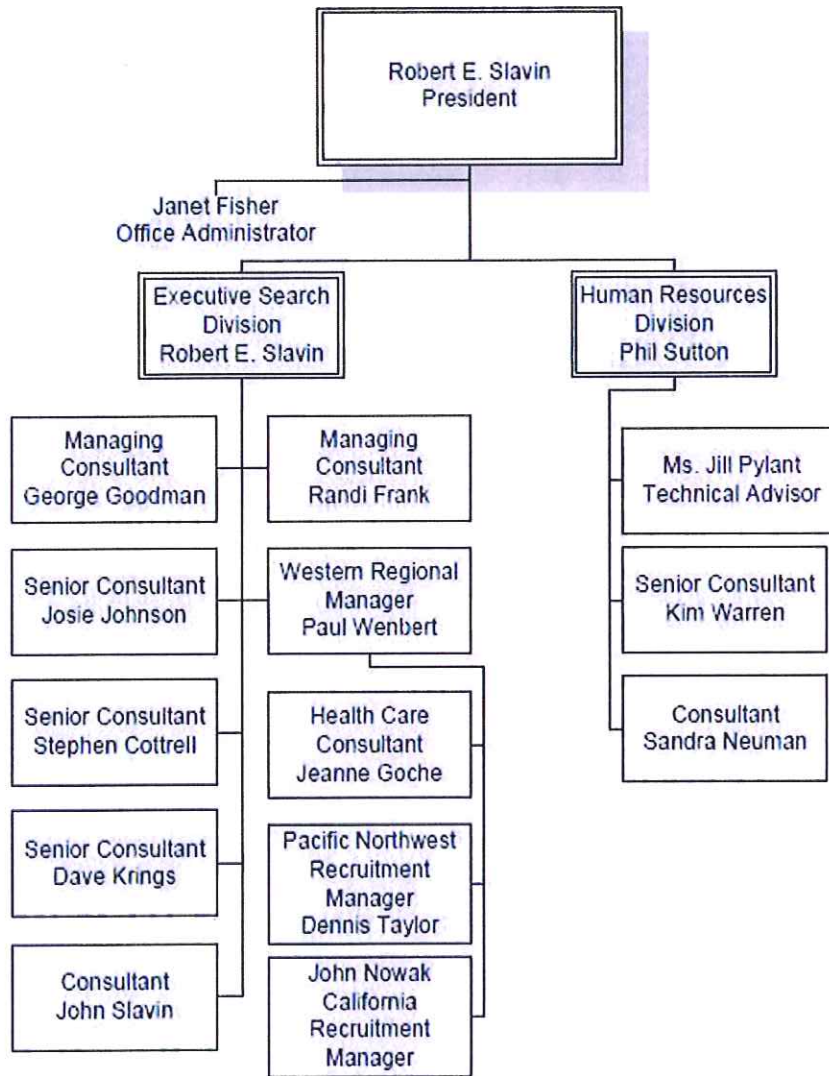 Robert E. Slavin
President
Janet Fisher
Office Administrator
Executive Search
Division
Robert E. Slavin
Human Resources
Division
Phil Sutton
Managing
Consultant
George Goodman
Managing
Consultant
Randi Frank
Ms. Jill Pylant
Technical Advisor
Senior Consultant
Josie Johnson
Western Regional
Manager
Paul Wenbert
Senior Consultant
Kim Warren
Senior Consultant
Stephen Cottrell
Health Care
Consultant
Jeanne Goche
Consultant
Sandra Neuman
Senior Consultant
Dave Krings
Pacific Northwest
Recruitment
Manager
Dennis Taylor
Consultant
John Slavin
John Nowak
California
Recruitment
Manager